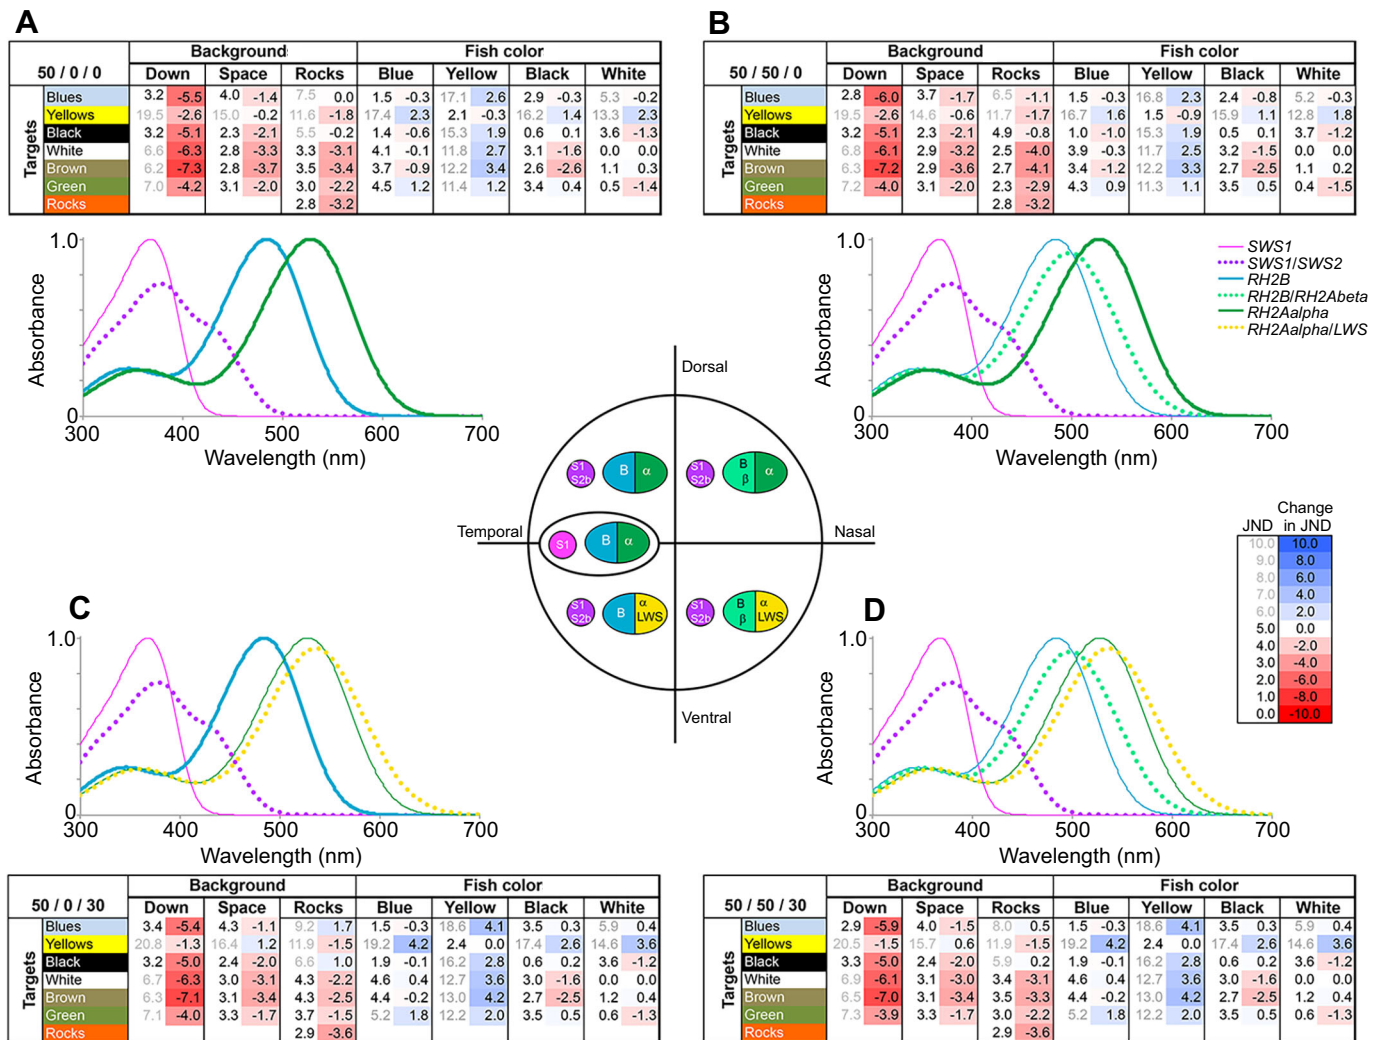 A
Background Fish color
50 / 0 / 0 Down Space Rocks Blue Yellow Black White
Targets
Blues 3.2 -5.5 4.0 -1.4 7.5 0.0 1.5 -0.3 17.1 2.6 2.9 -0.3 5.3 -0.2
Yellows 19.5 -2.6 15.0 -0.2 11.6 -1.8 17.4 2.3 2.1 -0.3 16.2 1.4 13.3 2.3
Black 3.2 -5.1 2.3 -2.1 5.5 -0.2 1.4 -0.6 15.3 1.9 0.6 0.1 3.6 -1.3
White 6.6 -6.3 2.8 -3.3 3.3 -3.1 4.1 -0.1 11.8 2.7 3.1 -1.6 0.0 0.0
Brown 6.2 -7.3 2.8 -3.7 3.5 -3.4 3.7 -0.9 12.2 3.4 2.6 -2.6 1.1 0.3
Green 7.0 -4.2 3.1 -2.0 3.0 -2.2 4.5 1.2 11.4 1.2 3.4 0.4 0.5 -1.4
Rocks 2.8 -3.2
1.0
Absorbance
0
300 400 500 600 700
Wavelength (nm)
B
Background Fish color
50 / 50 / 0 Down Space Rocks Blue Yellow Black White
Targets
Blues 2.8 -6.0 3.7 -1.7 6.5 -1.1 1.5 -0.3 16.8 2.3 2.4 -0.8 5.2 -0.3
Yellows 19.5 -2.6 14.6 -0.6 11.7 -1.7 16.7 1.6 1.5 -0.9 15.9 1.1 12.8 1.8
Black 3.2 -5.1 2.3 -2.1 4.9 -0.8 1.0 -1.0 15.3 1.9 0.5 0.1 3.7 -1.2
White 6.8 -6.1 2.9 -3.2 2.5 -4.0 3.9 -0.3 11.7 2.5 3.2 -1.5 0.0 0.0
Brown 6.3 -7.2 2.9 -3.6 2.7 -4.1 3.4 -1.2 12.2 3.3 2.7 -2.5 1.1 0.2
Green 7.2 -4.0 3.1 -2.0 2.3 -2.9 4.3 0.9 11.3 1.1 3.5 0.5 0.4 -1.5
Rocks 2.8 -3.2
1.0
Absorbance
0
300 400 500 600 700
Wavelength (nm)
SWS1
SWS1/SWS2
RH2B
RH2B/RH2Abeta
RH2Aalpha
RH2Aalpha/LWS
Dorsal
S1 S2b B α
S1 S2b B β α
Temporal
Nasal
S1 B α
S1 S2b B α LWS
S1 S2b B β α LWS
Ventral
JND Change in JND
10.0 10.0
9.0 8.0
8.0 6.0
7.0 4.0
6.0 2.0
5.0 0.0
4.0 -2.0
3.0 -4.0
2.0 -6.0
1.0 -8.0
0.0 -10.0
C
1.0
Absorbance
0
300 400 500 600 700
Wavelength (nm)
Background Fish color
50 / 0 / 30 Down Space Rocks Blue Yellow Black White
Targets
Blues 3.4 -5.4 4.3 -1.1 9.2 1.7 1.5 -0.3 18.6 4.1 3.5 0.3 5.9 0.4
Yellows 20.8 -1.3 16.4 1.2 11.9 -1.5 19.2 4.2 2.4 0.0 17.4 2.6 14.6 3.6
Black 3.2 -5.0 2.4 -2.0 6.6 1.0 1.9 -0.1 16.2 2.8 0.6 0.2 3.6 -1.2
White 6.7 -6.3 3.0 -3.1 4.3 -2.2 4.6 0.4 12.7 3.6 3.0 -1.6 0.0 0.0
Brown 6.3 -7.1 3.1 -3.4 4.3 -2.5 4.4 -0.2 13.0 4.2 2.7 -2.5 1.2 0.4
Green 7.1 -4.0 3.3 -1.7 3.7 -1.5 5.2 1.8 12.2 2.0 3.5 0.5 0.6 -1.3
Rocks 2.9 -3.6
D
1.0
Absorbance
0
300 400 500 600 700
Wavelength (nm)
Background Fish color
50 / 50 / 30 Down Space Rocks Blue Yellow Black White
Targets
Blues 2.9 -5.9 4.0 -1.5 8.0 0.5 1.5 -0.3 18.6 4.1 3.5 0.3 5.9 0.4
Yellows 20.5 -1.5 15.7 0.6 11.9 -1.5 19.2 4.2 2.4 0.0 17.4 2.6 14.6 3.6
Black 3.3 -5.0 2.4 -2.0 5.9 0.2 1.9 -0.1 16.2 2.8 0.6 0.2 3.6 -1.2
White 6.9 -6.1 3.1 -3.0 3.4 -3.1 4.6 0.4 12.7 3.6 3.0 -1.6 0.0 0.0
Brown 6.5 -7.0 3.1 -3.4 3.5 -3.3 4.4 -0.2 13.0 4.2 2.7 -2.5 1.2 0.4
Green 7.3 -3.9 3.3 -1.7 3.0 -2.2 5.2 1.8 12.2 2.0 3.5 0.5 0.6 -1.3
Rocks 2.9 -3.6